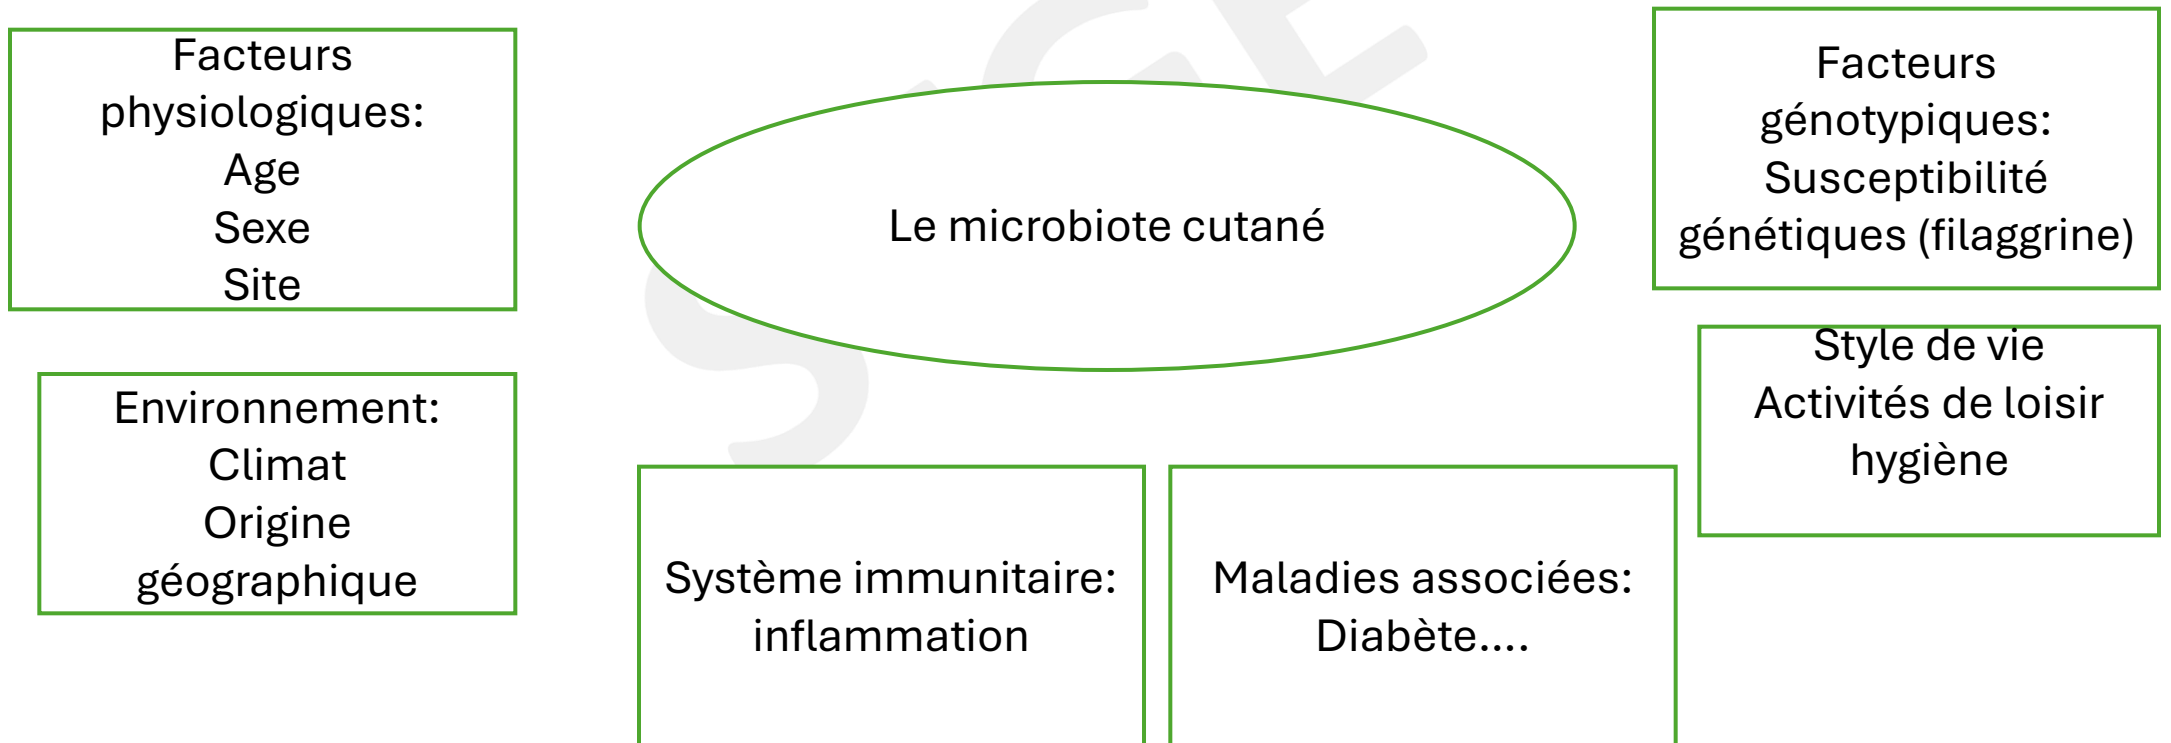 Facteurs
physiologiques:
Age
Sexe
Site
Le microbiote cutané
Facteurs
génotypiques:
Susceptibilité
génétiques (filaggrine)
Environnement:
Climat
Origine
géographique
Système immunitaire:
inflammation
Maladies associées:
Diabète....
Style de vie
Activités de loisir
hygiène